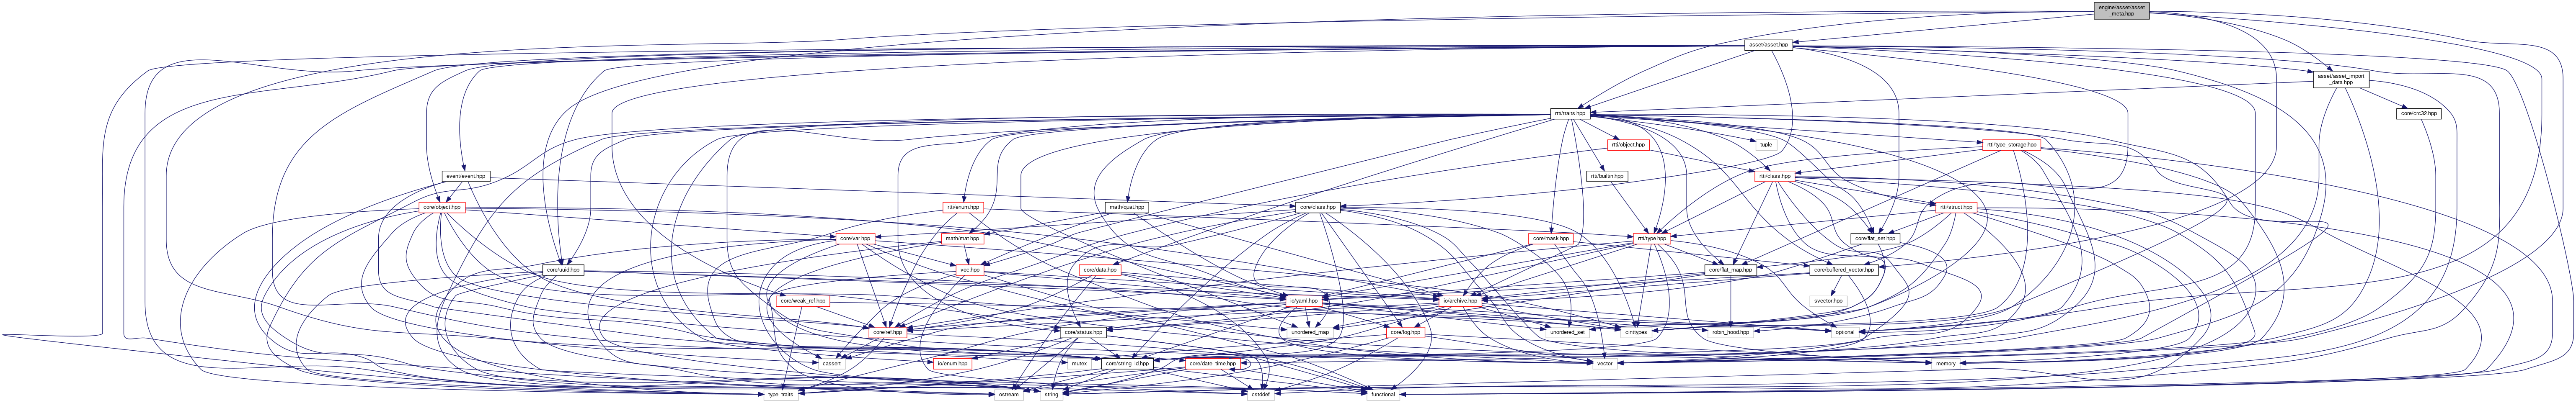 engine/asset/asset
_meta.hpp
asset/asset.hpp
asset/asset_import
_data.hpp
rtti/traits.hpp
core/crc32.hpp
rtti/object.hpp
tuple
rtti/type_storage.hpp
event/event.hpp
rtti/builtin.hpp
rtti/class.hpp
core/object.hpp
rtti/enum.hpp
math/quat.hpp
core/class.hpp
rtti/struct.hpp
core/var.hpp
math/mat.hpp
core/mask.hpp
rtti/type.hpp
core/flat_set.hpp
core/uuid.hpp
vec.hpp
core/data.hpp
core/flat_map.hpp
core/buffered_vector.hpp
core/weak_ref.hpp
io/yaml.hpp
io/archive.hpp
svector.hpp
core/ref.hpp
core/status.hpp
unordered_map
core/log.hpp
unordered_set
cinttypes
robin_hood.hpp
optional
cassert
io/enum.hpp
mutex
core/string_id.hpp
core/date_time.hpp
vector
memory
type_traits
ostream
string
cstddef
functional